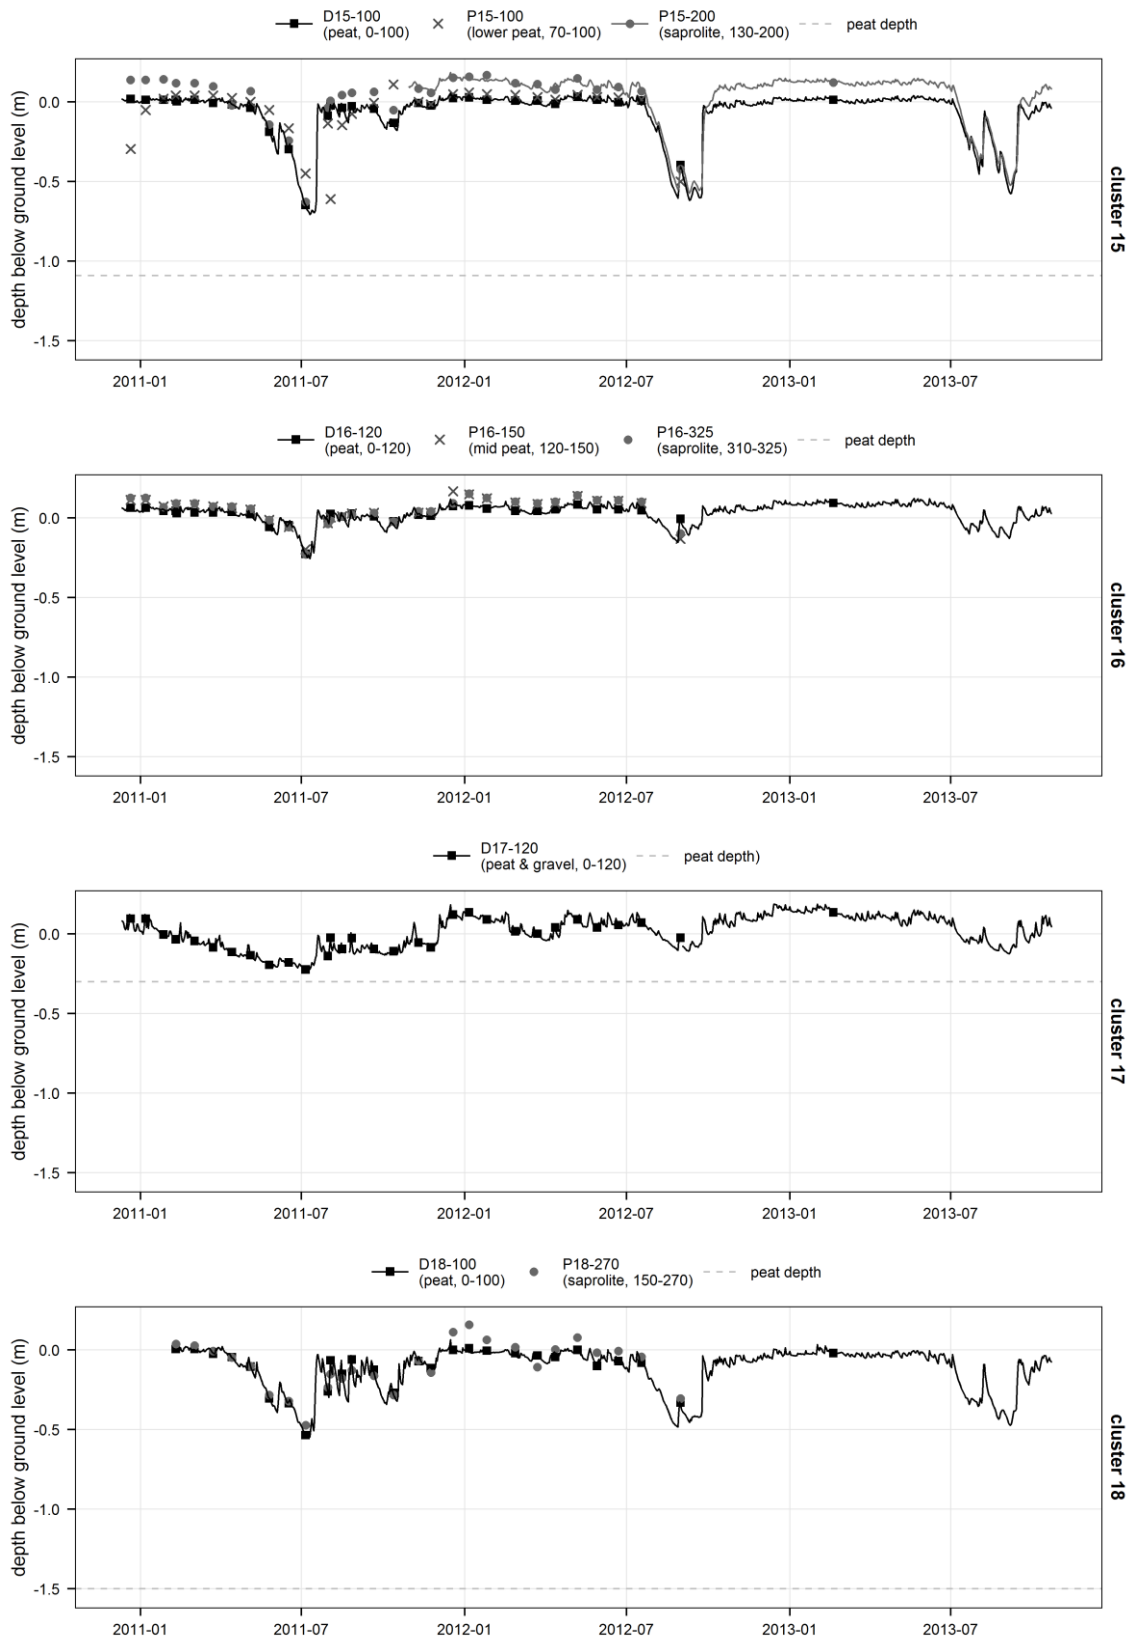 D15-100 P15-100 P15-200 peat depth
(peat, 0-100) (lower peat, 70-100) (saprolite, 130-200)
depth below ground level (m)
0.0
-0.5
-1.0
-1.5
cluster 15
2011-01 2011-07 2012-01 2012-07 2013-01 2013-07
D16-120 P16-150 P16-325 peat depth
(peat, 0-120) (mid peat, 120-150) (saprolite, 310-325)
depth below ground level (m)
0.0
-0.5
-1.0
-1.5
cluster 16
2011-01 2011-07 2012-01 2012-07 2013-01 2013-07
D17-120 peat depth)
(peat & gravel, 0-120)
depth below ground level (m)
0.0
-0.5
-1.0
-1.5
cluster 17
2011-01 2011-07 2012-01 2012-07 2013-01 2013-07
D18-100 P18-270 peat depth
(peat, 0-100) (saprolite, 150-270)
depth below ground level (m)
0.0
-0.5
-1.0
-1.5
cluster 18
2011-01 2011-07 2012-01 2012-07 2013-01 2013-07